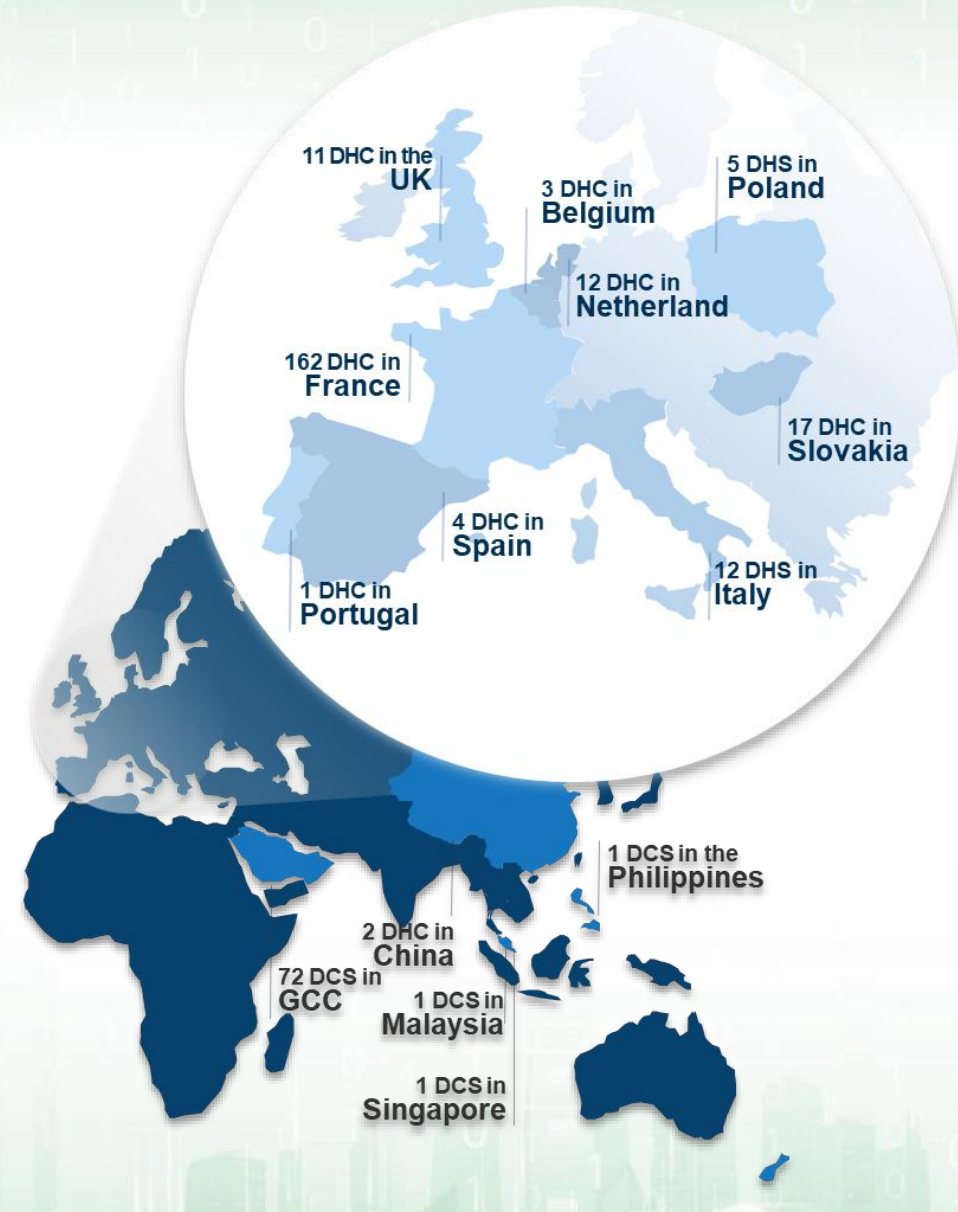 11 DHC in the
UK
3 DHC in
Belgium
5 DHS in
Poland
12 DHC in
Netherland
162 DHC in
France
17 DHC in
Slovakia
4 DHC in
Spain
12 DHS in
Italy
1 DHC in
Portugal
1 DCS in the
Philippines
2 DHC in
China
72 DCS in
GCC
1 DCS in
Malaysia
1 DCS in
Singapore